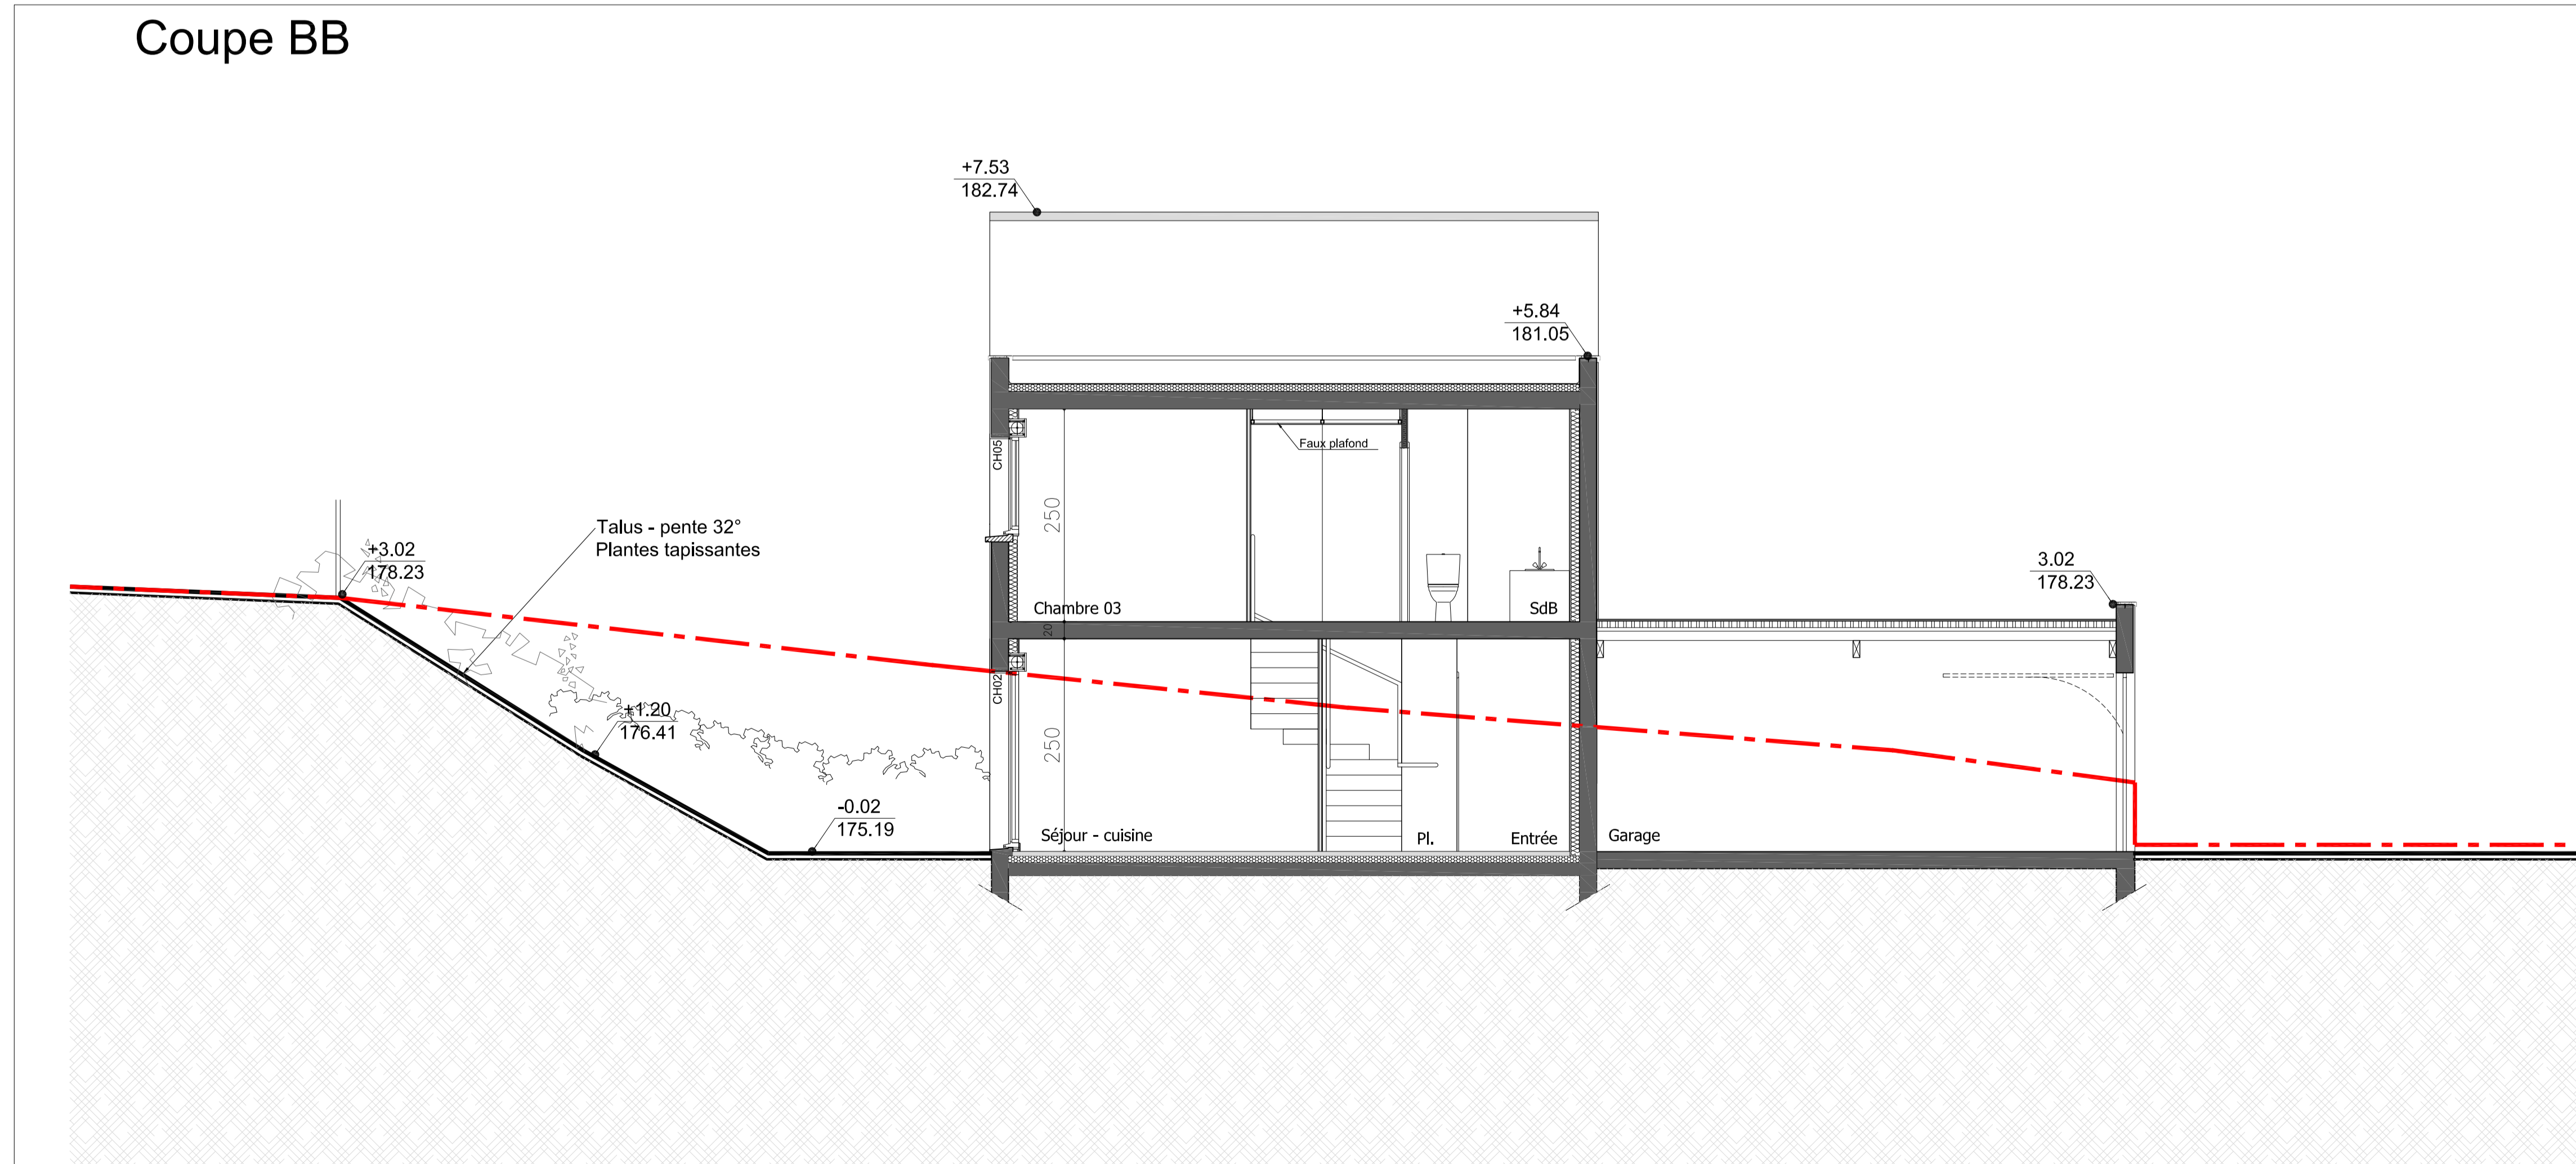 Coupe BB
+7.53
182.74
+5.84
181.05
Faux plafond
CH05
250
Talus - pente 32°
Plantes tapissantes
+3.02
178.23
3.02
178.23
Chambre 03
SdB
20
CH02
+1.20
176.41
250
-0.02
175.19
Séjour - cuisine
Pl.
Entrée
Garage